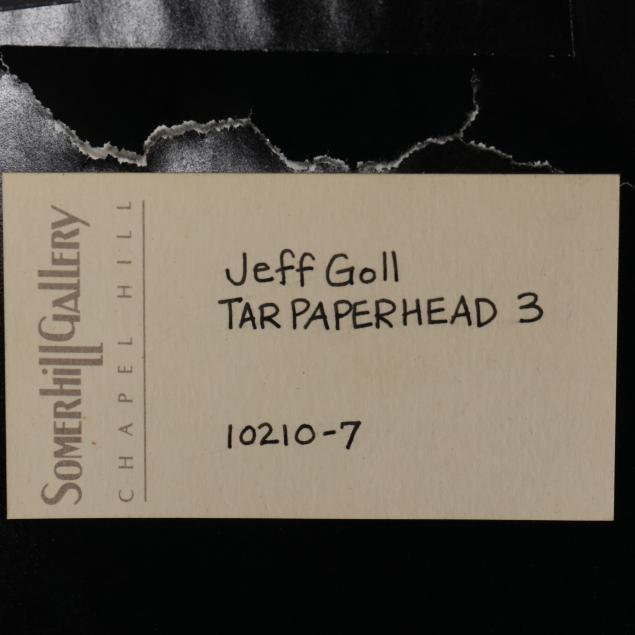 SOMERHILL GALLERY
CHAPEL HILL
Jeff Goll
TAR PAPERHEAD 3
10210-7